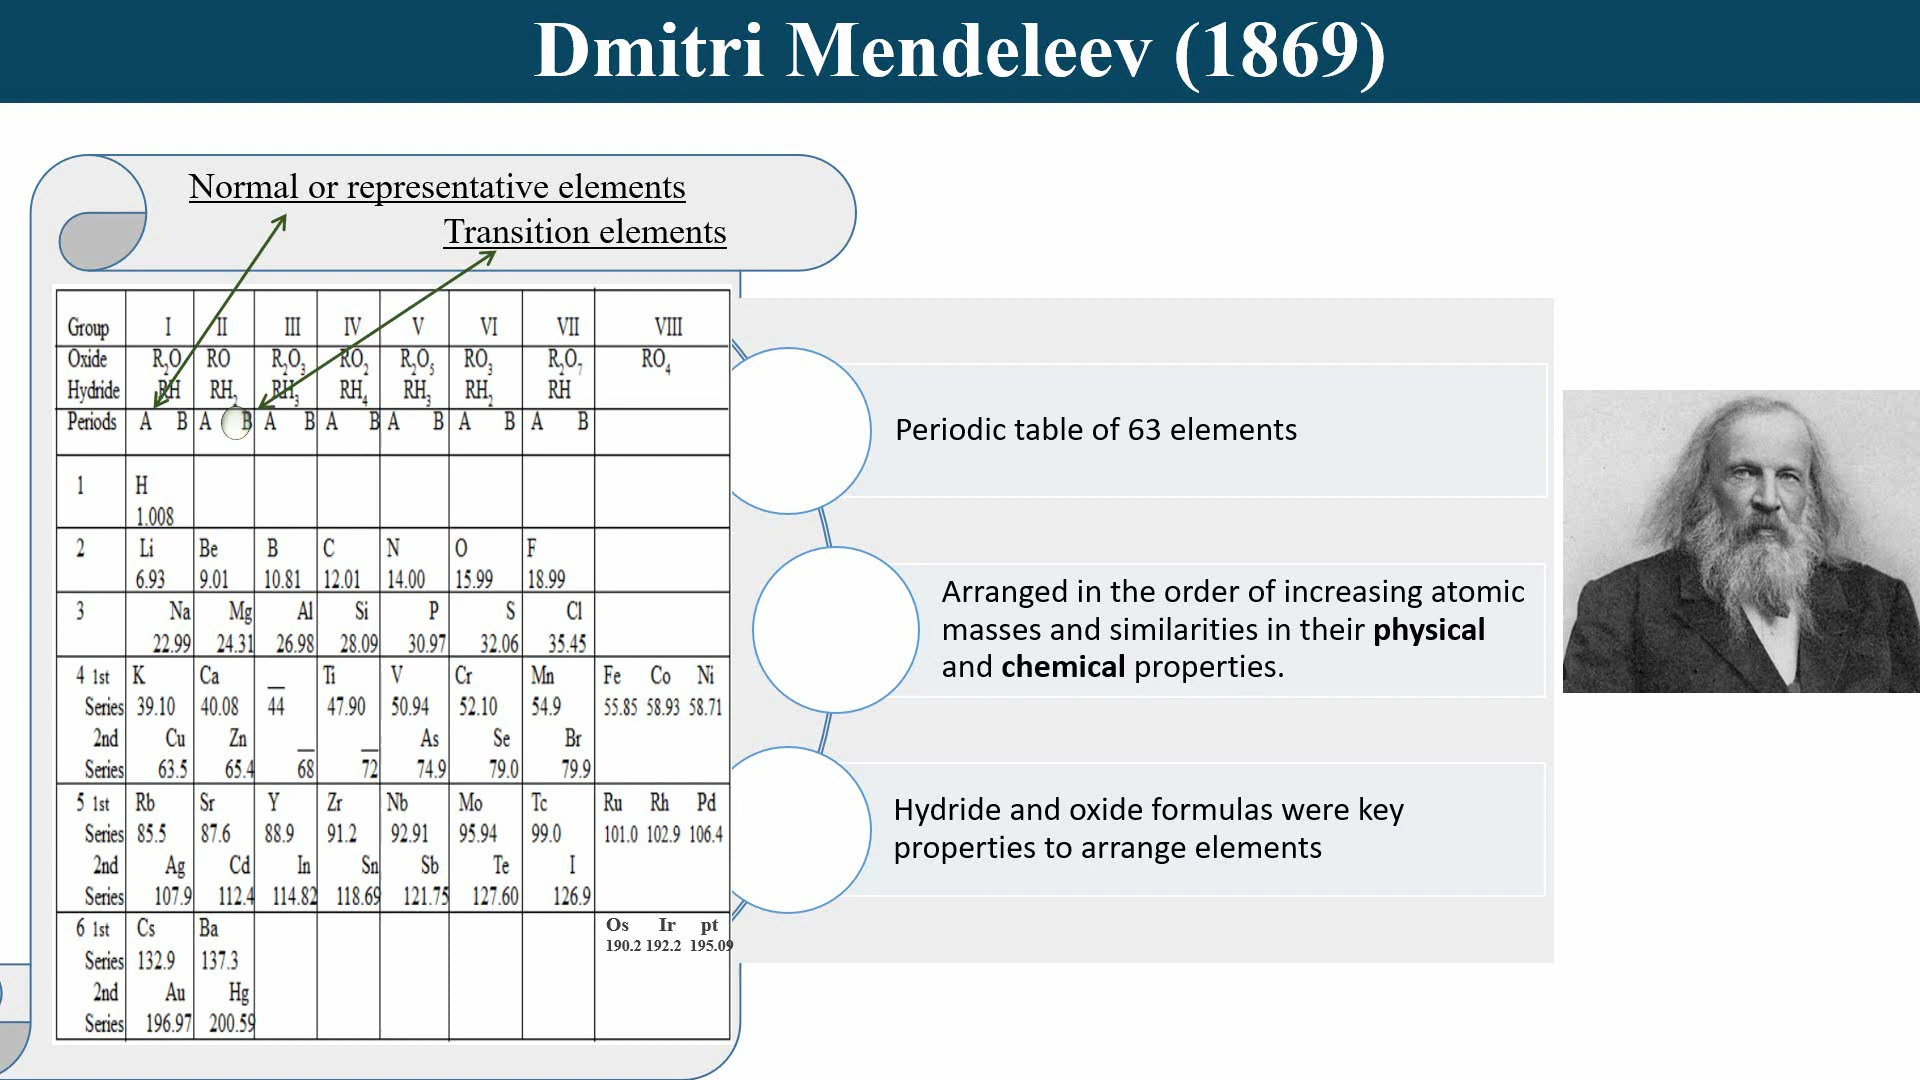 Dmitri Mendeleev (1869)
Normal or representative elements
Transition elements
Group I II III IV V VI VII VIII
Oxide R₂O RO R₂O₃ RO₂ R₂O₅ RO₃ R₂O₇ RO₄
Hydride RH RH₂ RH₃ RH₄ RH₃ RH₂ RH
Periods A B A B A B A B A B A B A B
1 H
1.008
2 Li Be B C N O F
6.93 9.01 10.81 12.01 14.00 15.99 18.99
3 Na Mg Al Si P S Cl
22.99 24.31 26.98 28.09 30.97 32.06 35.45
4 1st K Ca __ Ti V Cr Mn Fe Co Ni
Series 39.10 40.08 44 47.90 50.94 52.10 54.9 55.85 58.93 58.71
2nd Cu Zn __ __ As Se Br
Series 63.5 65.4 68 72 74.9 79.0 79.9
5 1st Rb Sr Y Zr Nb Mo Tc Ru Rh Pd
Series 85.5 87.6 88.9 91.2 92.91 95.94 99.0 101.0 102.9 106.4
2nd Ag Cd In Sn Sb Te I
Series 107.9 112.4 114.82 118.69 121.75 127.60 126.9
6 1st Cs Ba Os Ir pt
Series 132.9 137.3 190.2 192.2 195.09
2nd Au Hg
Series 196.97 200.59
Periodic table of 63 elements
Arranged in the order of increasing atomic
masses and similarities in their physical
and chemical properties.
Hydride and oxide formulas were key
properties to arrange elements